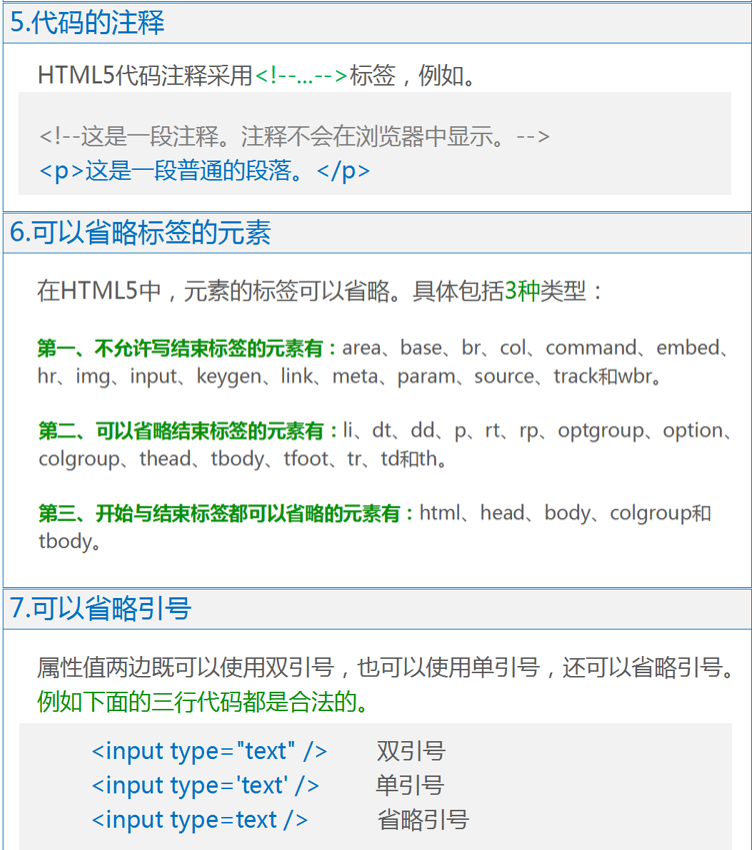 5.代码的注释
HTML5代码注释采用<!--...-->标签，例如。
<!--这是一段注释。注释不会在浏览器中显示。-->
<p>这是一段普通的段落。</p>
6.可以省略标签的元素
在HTML5中，元素的标签可以省略。具体包括3种类型：
第一、不允许写结束标签的元素有：area、base、br、col、command、embed、
hr、img、input、keygen、link、meta、param、source、track和wbr。
第二、可以省略结束标签的元素有：li、dt、dd、p、rt、rp、optgroup、option、
colgroup、thead、tbody、tfoot、tr、td和th。
第三、开始与结束标签都可以省略的元素有：html、head、body、colgroup和
tbody。
7.可以省略引号
属性值两边既可以使用双引号，也可以使用单引号，还可以省略引号。
例如下面的三行代码都是合法的。
<input type="text" /> 双引号
<input type='text' /> 单引号
<input type=text /> 省略引号